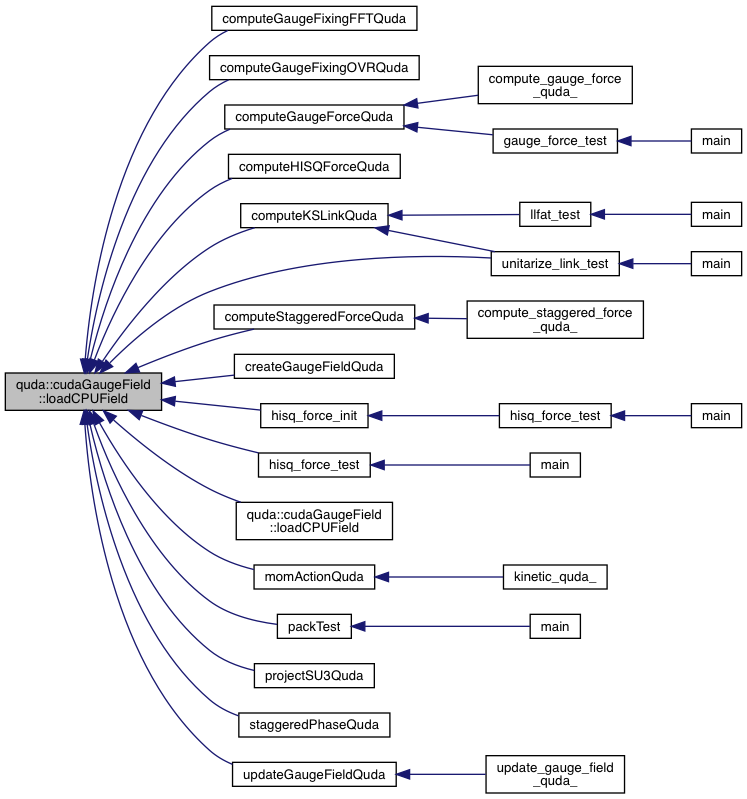 computeGaugeFixingFFTQuda
computeGaugeFixingOVRQuda
compute_gauge_force
_quda_
computeGaugeForceQuda
gauge_force_test
main
computeHISQForceQuda
computeKSLinkQuda
llfat_test
main
unitarize_link_test
main
computeStaggeredForceQuda
compute_staggered_force
_quda_
createGaugeFieldQuda
quda::cudaGaugeField
::loadCPUField
hisq_force_init
hisq_force_test
main
hisq_force_test
main
quda::cudaGaugeField
::loadCPUField
momActionQuda
kinetic_quda_
packTest
main
projectSU3Quda
staggeredPhaseQuda
updateGaugeFieldQuda
update_gauge_field
_quda_